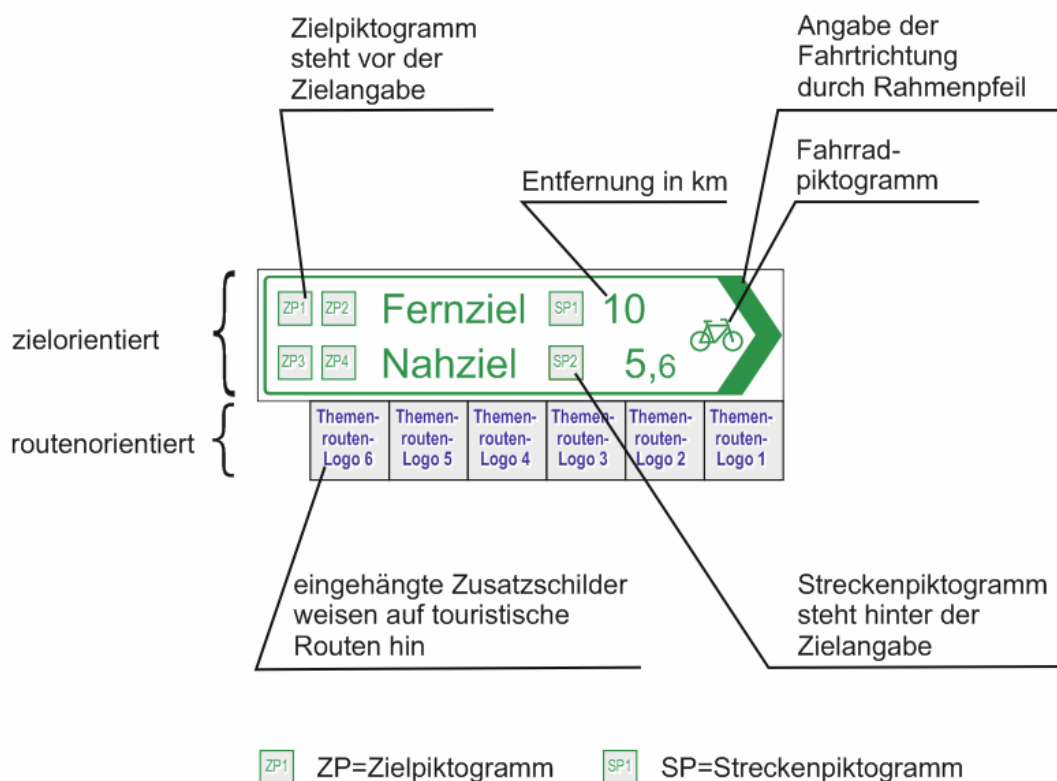 Zielpiktogramm
steht vor der
Zielangabe
Angabe der
Fahrtrichtung
durch Rahmenpfeil
Fahrrad-
piktogramm
Entfernung in km
zielorientiert
ZP1 ZP2 Fernziel SP1 10
ZP3 ZP4 Nahziel SP2 5,6
routenorientiert
Themen-
routen-
Logo 6
Themen-
routen-
Logo 5
Themen-
routen-
Logo 4
Themen-
routen-
Logo 3
Themen-
routen-
Logo 2
Themen-
routen-
Logo 1
eingehängte Zusatzschilder
weisen auf touristische
Routen hin
Streckenpiktogramm
steht hinter der
Zielangabe
ZP1 ZP=Zielpiktogramm SP1 SP=Streckenpiktogramm